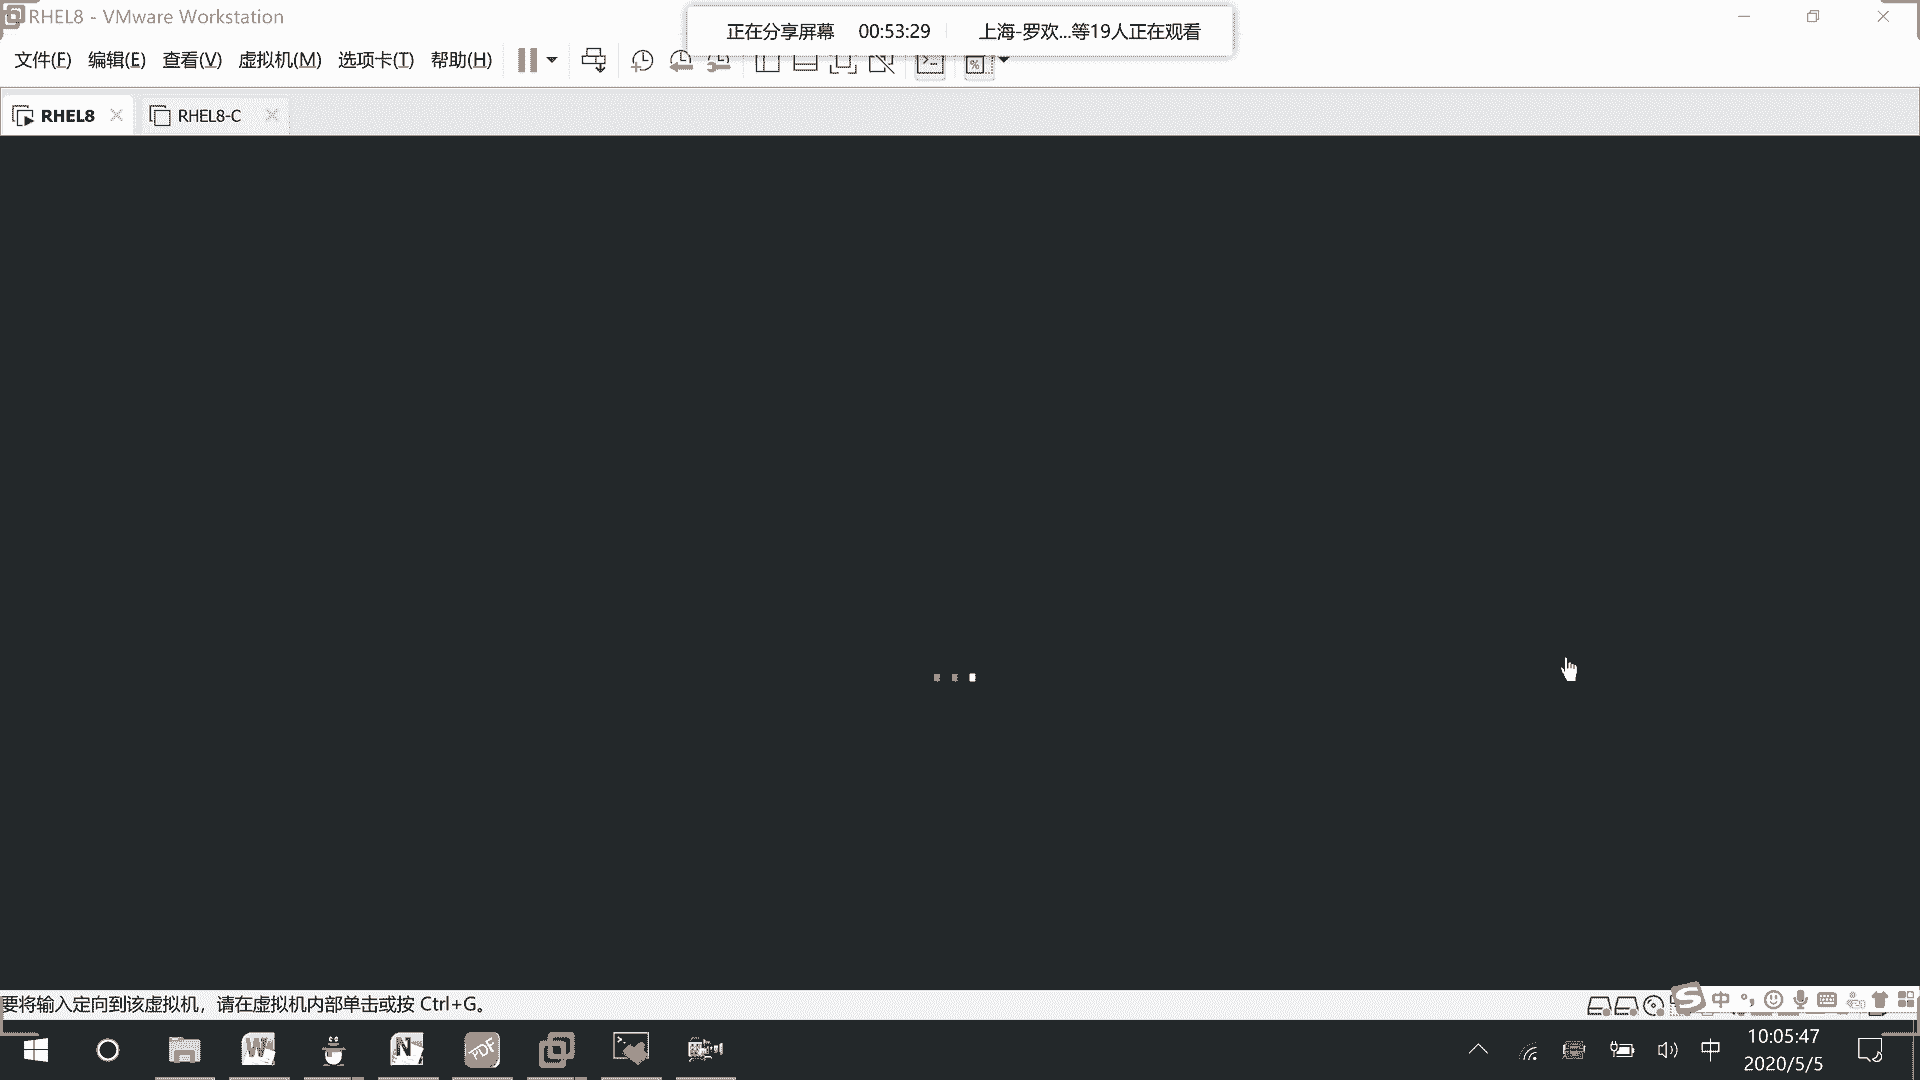 RHEL8 - VMware Workstation
正在分享屏幕 00:53:29 上海-罗欢...等19人正在观看
文件(F) 编辑(E) 查看(V) 虚拟机(M) 选项卡(T) 帮助(H)
RHEL8
RHEL8-C
要将输入定向到该虚拟机，请在虚拟机内部单击或按 Ctrl+G。
中
W
N
PDF
中
10:05:47
2020/5/5